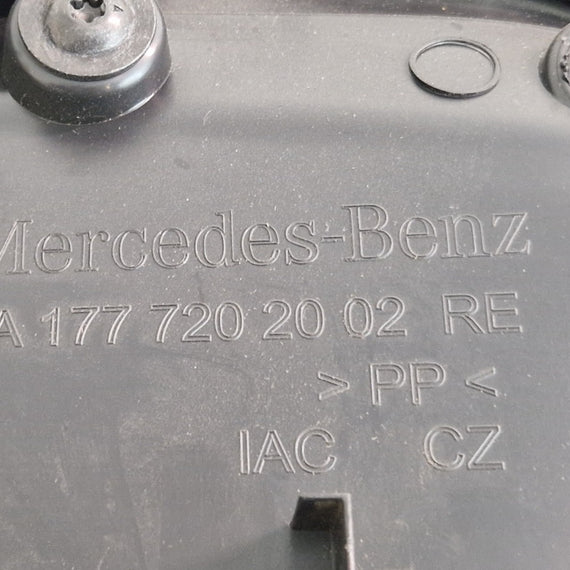 Mercedes-Benz
A 177 720 20 02 RE
> PP <
IAC CZ